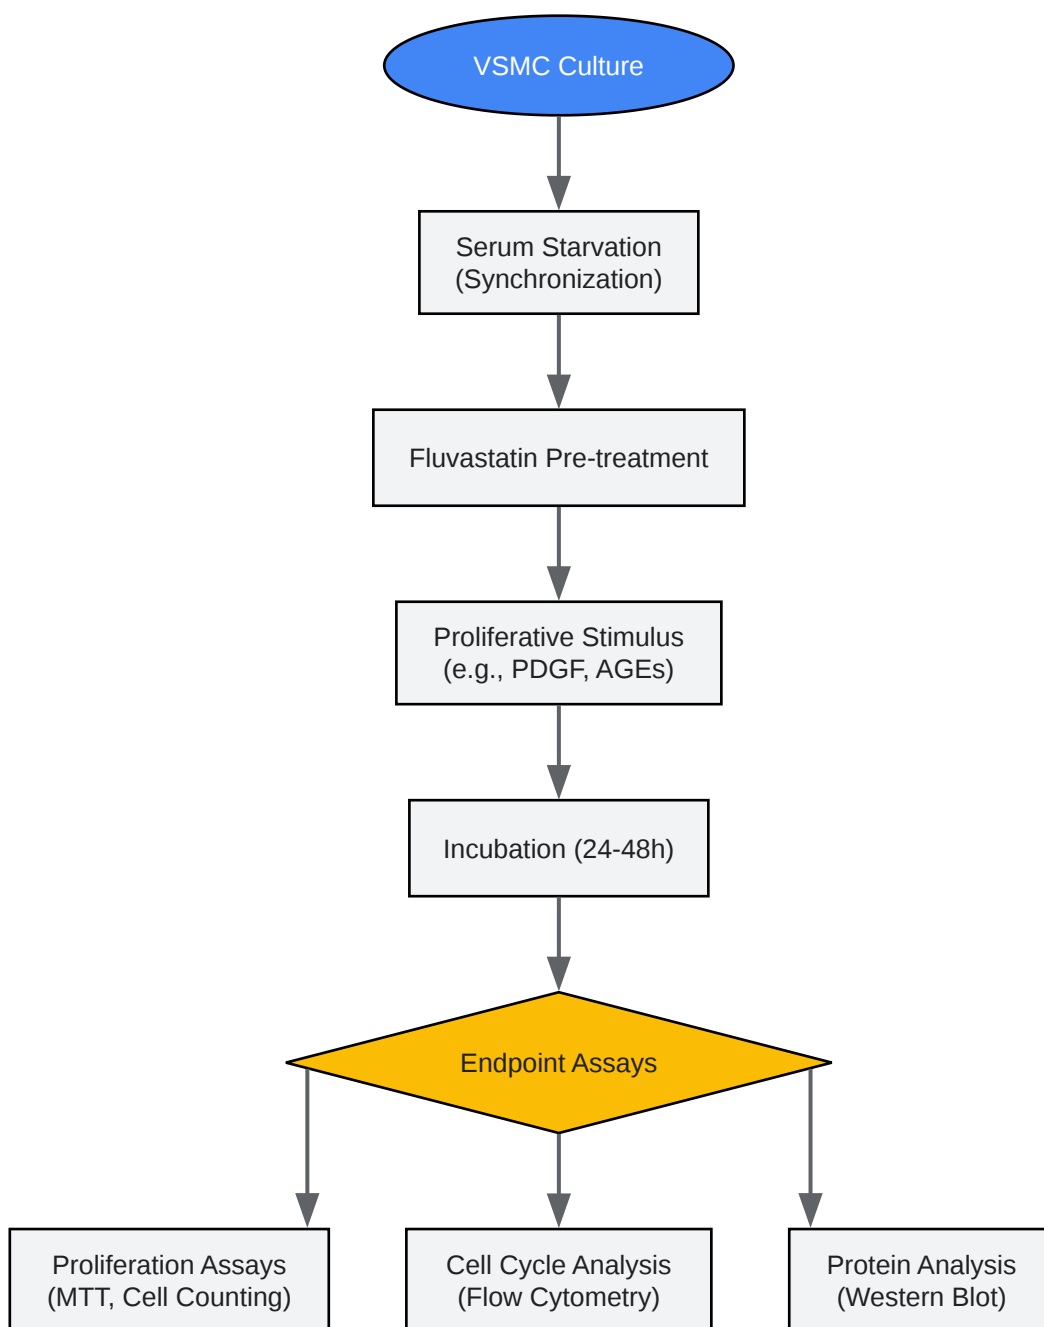 VSMC Culture
Serum Starvation
(Synchronization)
Fluvastatin Pre-treatment
Proliferative Stimulus
(e.g., PDGF, AGEs)
Incubation (24-48h)
Endpoint Assays
Proliferation Assays
(MTT, Cell Counting)
Cell Cycle Analysis
(Flow Cytometry)
Protein Analysis
(Western Blot)